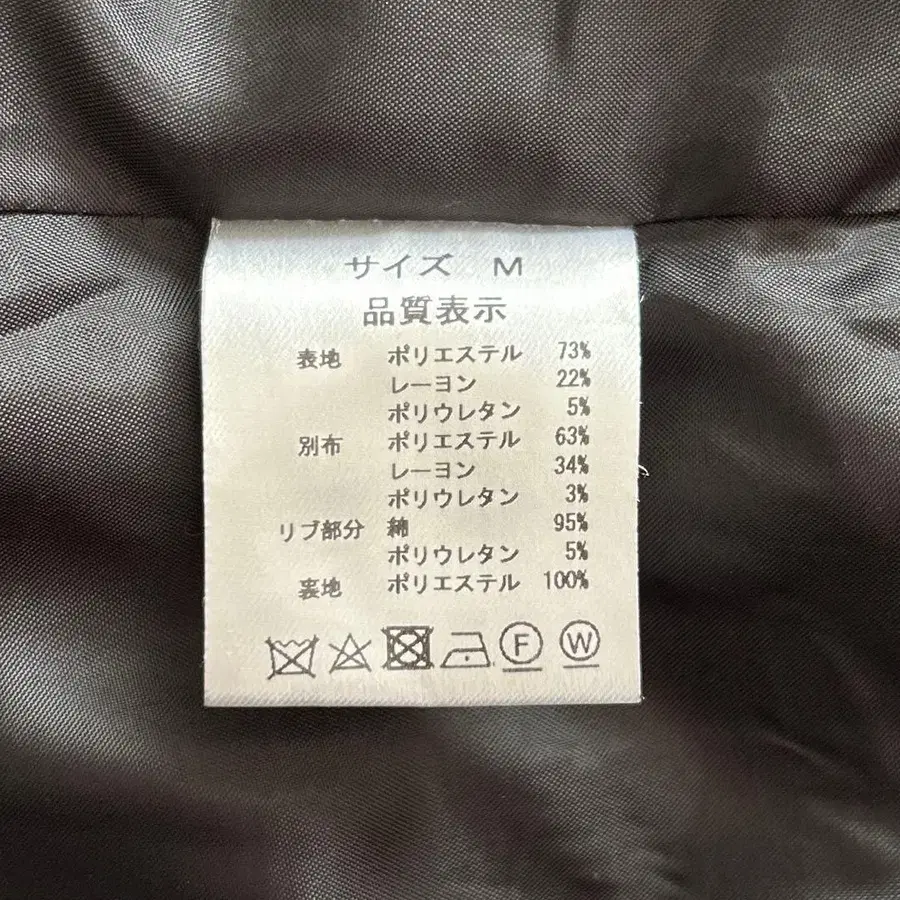 サイズ M
品質表示
表地 ポリエステル 73%
レーヨン 22%
ポリウレタン 5%
別布 ポリエステル 63%
レーヨン 34%
ポリウレタン 3%
リブ部分 綿 95%
ポリウレタン 5%
裏地 ポリエステル 100%
F W